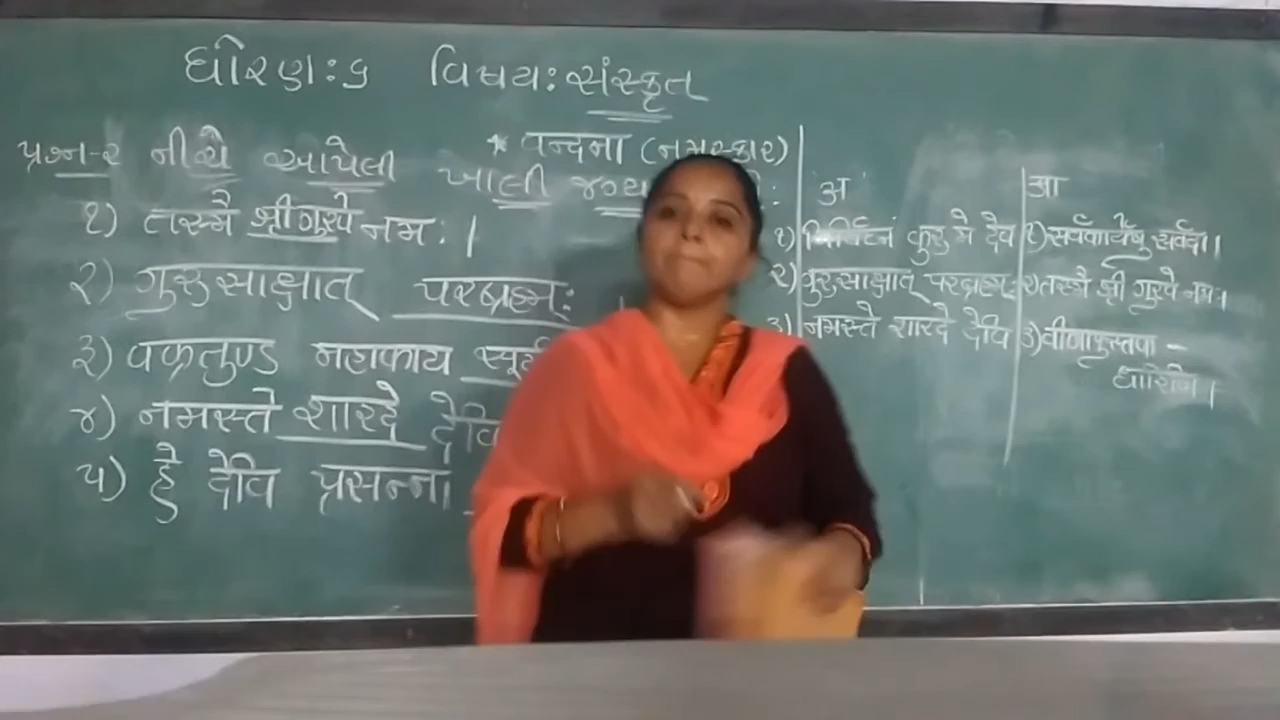 ધોરણ: ૬ વિષય: સંસ્કૃત
* वन्दना (नमस्कार)
પ્રશ્ન-૨ નીચે આપેલી ખાલી
१) तस्मै श्रीगुरवे नमः |
२) गुरु साक्षात् परब्रह्मः
३) वक्रतुण्ड महाकाय
४) नमस्ते शारदे देवि
५) हे देवि प्रसन्ना
अ आ
१) कुरु मे देव १) सर्वकार्येषु सर्वदा।
२) गुरु साक्षात् परब्रह्मः २) तस्मै श्री गुरवे नमः।
३) नमस्ते शारदे देवि ३) वीणापुस्तपा -
धारिणि।